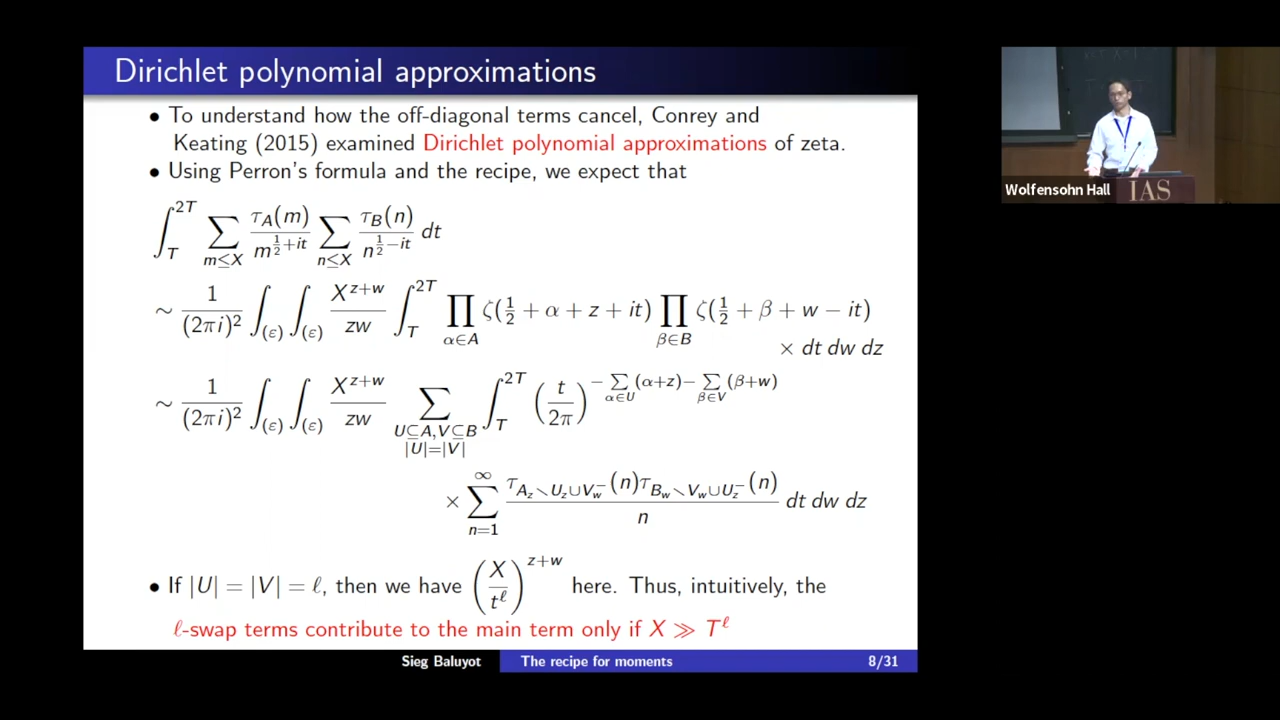 Dirichlet polynomial approximations
• To understand how the off-diagonal terms cancel, Conrey and
Keating (2015) examined Dirichlet polynomial approximations of zeta.
• Using Perron's formula and the recipe, we expect that
∫_T^{2T} ∑_{m≤X} τ_A(m)/m^{1/2+it} ∑_{n≤X} τ_B(n)/n^{1/2−it} dt
∼ 1/(2πi)^2 ∫_{(ε)} ∫_{(ε)} X^{z+w}/zw ∫_T^{2T} ∏_{α∈A} ζ(1/2 + α + z + it) ∏_{β∈B} ζ(1/2 + β + w − it)
× dt dw dz
∼ 1/(2πi)^2 ∫_{(ε)} ∫_{(ε)} X^{z+w}/zw ∑_{U⊆A,V⊆B |U|=|V|} ∫_T^{2T} (t/2π)^{−∑_{α∈U}(α+z)−∑_{β∈V}(β+w)}
× ∑_{n=1}^∞ τ_{A_z∖U_z∪V_w^−}(n)τ_{B_w∖V_w∪U_z^−}(n)/n dt dw dz
• If |U| = |V| = ℓ, then we have (X/t^ℓ)^{z+w} here. Thus, intuitively, the
ℓ-swap terms contribute to the main term only if X ≫ T^ℓ
Sieg Baluyot The recipe for moments 8/31
Wolfensohn Hall
IAS